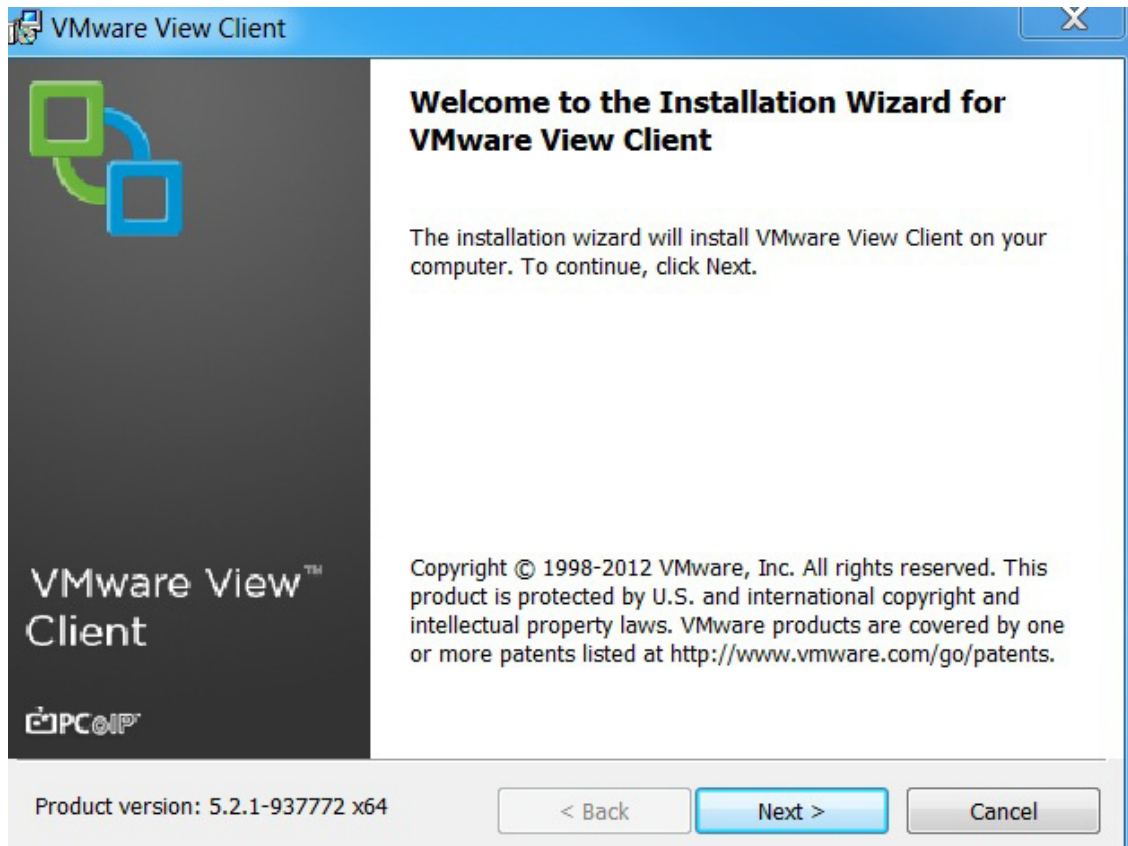 VMware View Client
Welcome to the Installation Wizard for
VMware View Client
The installation wizard will install VMware View Client on your
computer. To continue, click Next.
Copyright © 1998-2012 VMware, Inc. All rights reserved. This
product is protected by U.S. and international copyright and
intellectual property laws. VMware products are covered by one
or more patents listed at http://www.vmware.com/go/patents.
VMware View™
Client
PCoIP
Product version: 5.2.1-937772 x64
< Back
Next >
Cancel